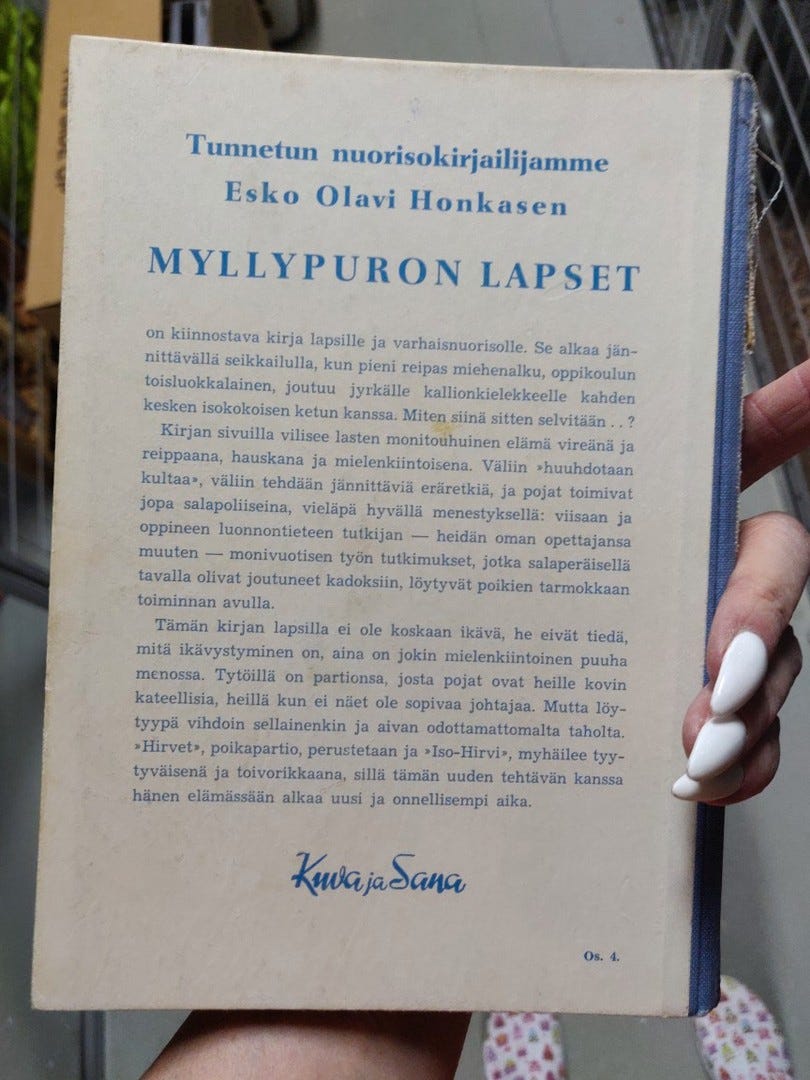 Tunnetun nuorisokirjailijamme
Esko Olavi Honkasen
MYLLYPURON LAPSET
on kiinnostava kirja lapsille ja varhaisnuorisolle. Se alkaa jän-
nittävällä seikkailulla, kun pieni reipas miehenalku, oppikoulun
toisluokkalainen, joutuu jyrkälle kallionkielekkeelle kahden
kesken isokokoisen ketun kanssa. Miten siinä sitten selvitään . . ?
Kirjan sivuilla vilisee lasten monitouhuinen elämä vireänä ja
reippaana, hauskana ja mielenkiintoisena. Väliin »huuhdotaan
kultaa», väliin tehdään jännittäviä eräretkiä, ja pojat toimivat
jopa salapoliiseina, vieläpä hyvällä menestyksellä: viisaan ja
oppineen luonnontieteen tutkijan — heidän oman opettajansa
muuten — monivuotisen työn tutkimukset, jotka salaperäisellä
tavalla olivat joutuneet kadoksiin, löytyvät poikien tarmokkaan
toiminnan avulla.
Tämän kirjan lapsilla ei ole koskaan ikävä, he eivät tiedä,
mitä ikävystyminen on, aina on jokin mielenkiintoinen puuha
menossa. Tytöillä on partionsa, josta pojat ovat heille kovin
kateellisia, heillä kun ei näet ole sopivaa johtajaa. Mutta löy-
tyypä vihdoin sellainenkin ja aivan odottamattomalta taholta.
»Hirvet», poikapartio, perustetaan ja »Iso-Hirvi», myhäilee tyy-
tyväisenä ja toivorikkaana, sillä tämän uuden tehtävän kanssa
hänen elämässään alkaa uusi ja onnellisempi aika.
Kuva ja Sana
Os. 4.